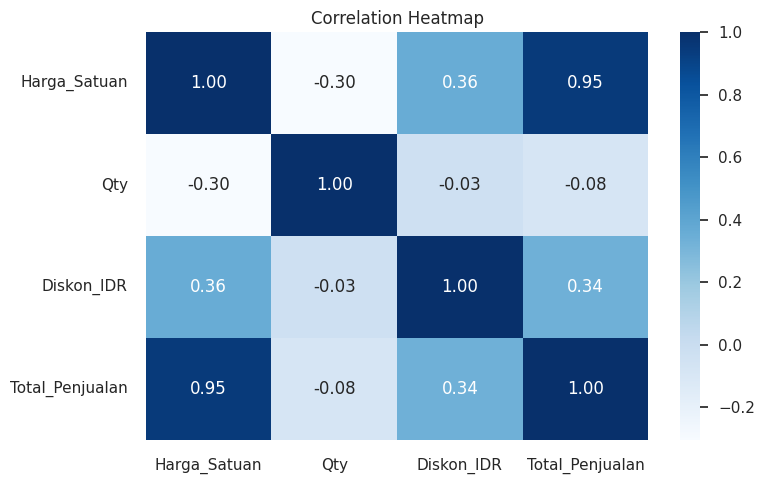 Correlation Heatmap
Harga_Satuan 1.00 -0.30 0.36 0.95
Qty -0.30 1.00 -0.03 -0.08
Diskon_IDR 0.36 -0.03 1.00 0.34
Total_Penjualan 0.95 -0.08 0.34 1.00
Harga_Satuan Qty Diskon_IDR Total_Penjualan
1.0
0.8
0.6
0.4
0.2
0.0
−0.2